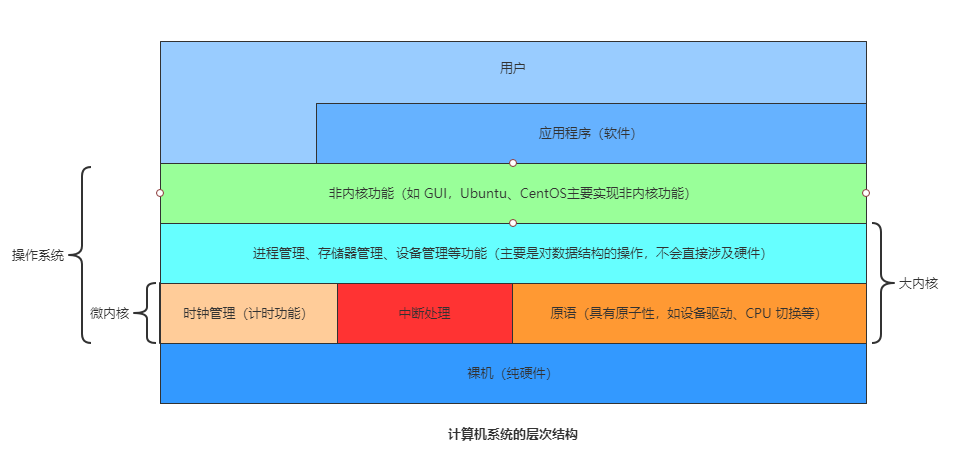 用户
应用程序（软件）
非内核功能（如 GUI，Ubuntu、CentOS主要实现非内核功能）
操作系统
进程管理、存储器管理、设备管理等功能（主要是对数据结构的操作，不会直接涉及硬件）
大内核
微内核
时钟管理（计时功能）
中断处理
原语（具有原子性，如设备驱动、CPU 切换等）
裸机（纯硬件）
计算机系统的层次结构